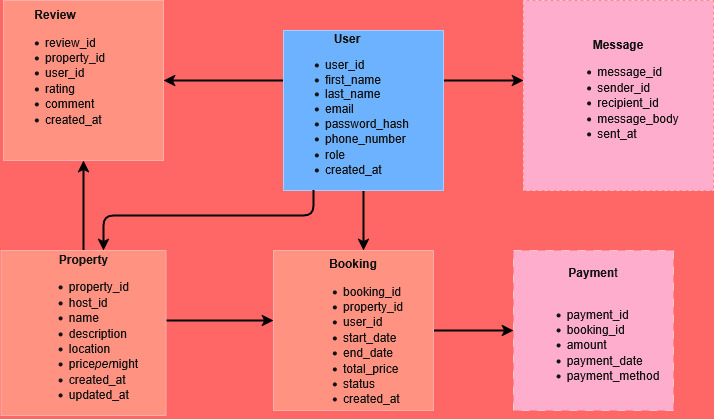 Review
review_id
property_id
user_id
rating
comment
created_at
User
user_id
first_name
last_name
email
password_hash
phone_number
role
created_at
Message
message_id
sender_id
recipient_id
message_body
sent_at
Property
property_id
host_id
name
description
location
pricepernight
created_at
updated_at
Booking
booking_id
property_id
user_id
start_date
end_date
total_price
status
created_at
Payment
payment_id
booking_id
amount
payment_date
payment_method